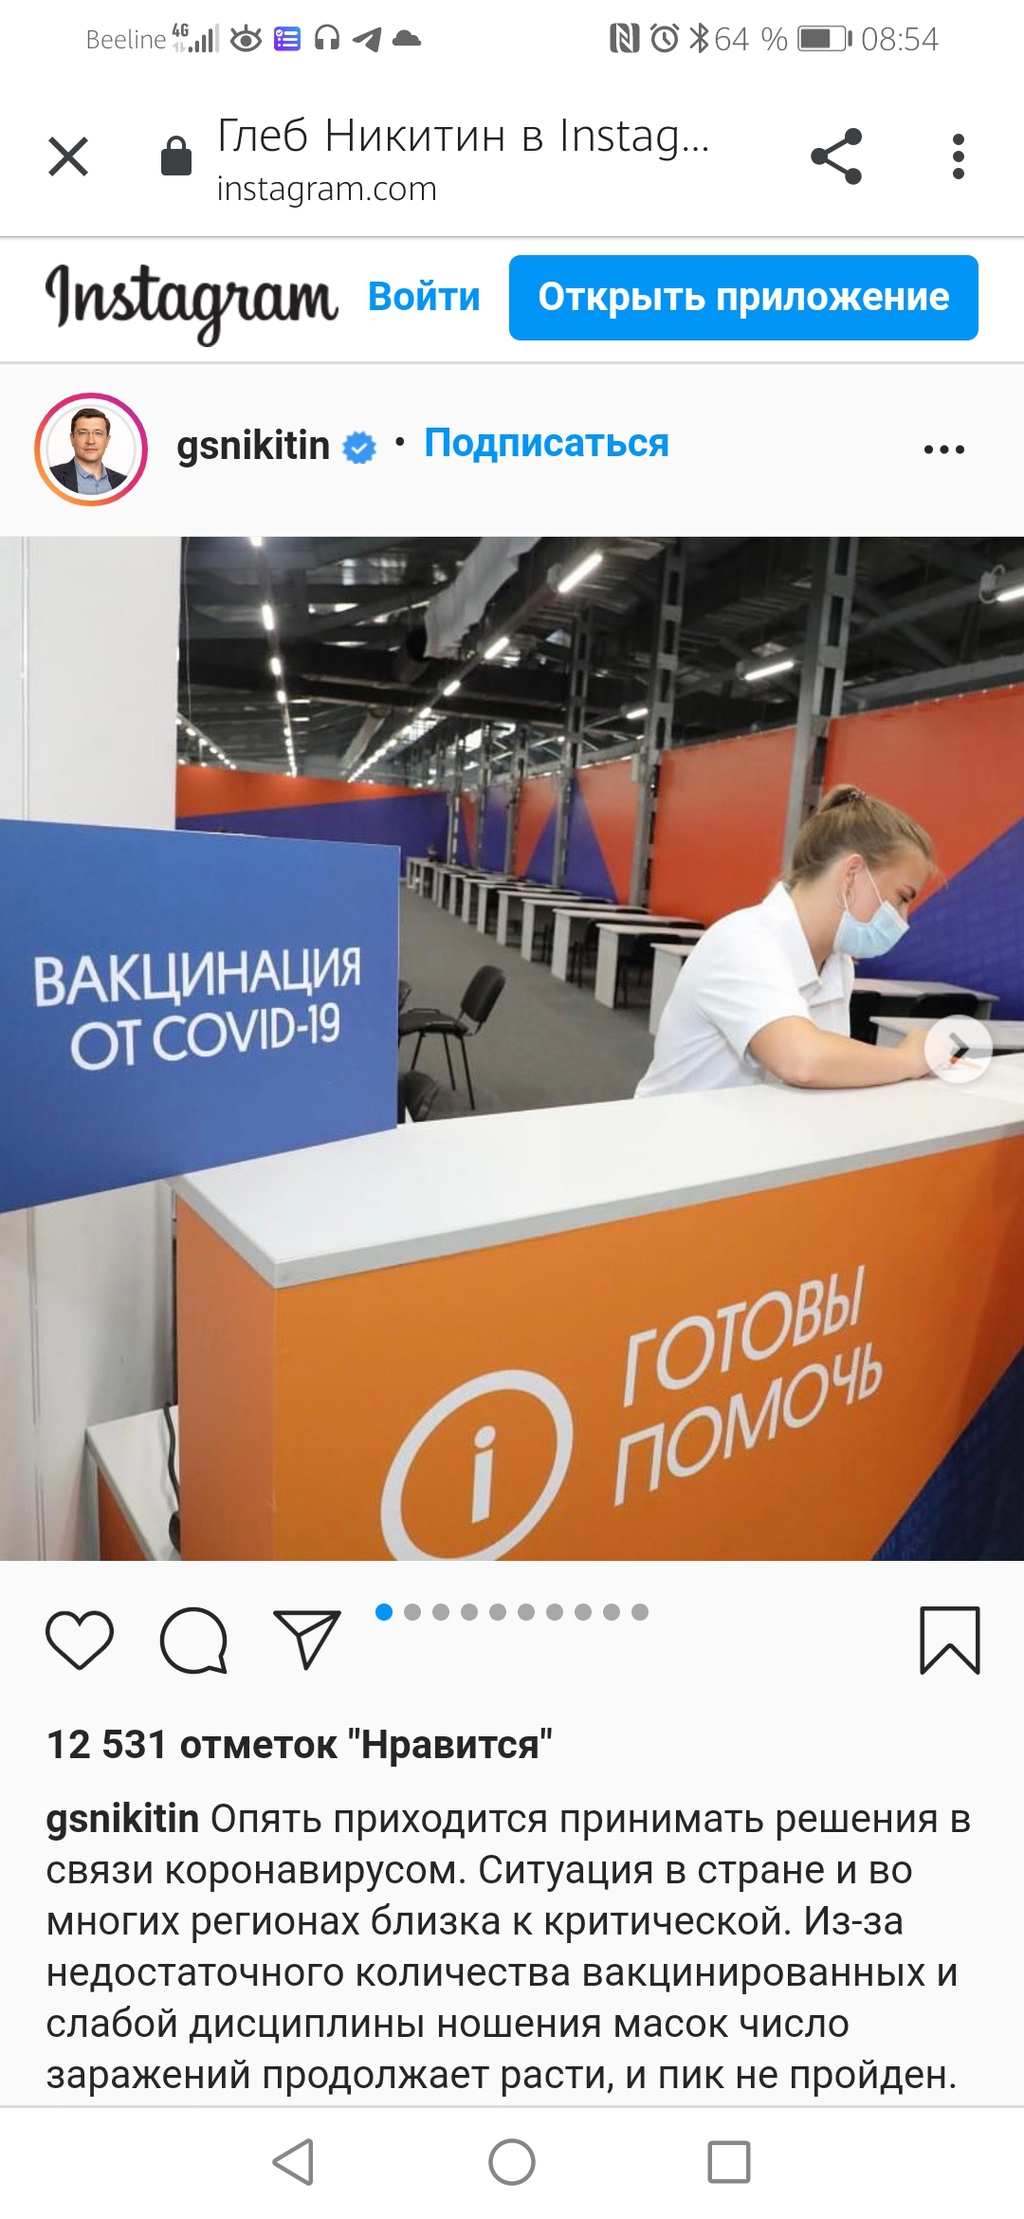 Beeline 4G 64 % 08:54
Глеб Никитин в Instag...
instagram.com
Instagram Войти Открыть приложение
gsnikitin • Подписаться
ВАКЦИНАЦИЯ
ОТ COVID-19
ГОТОВЫ
ПОМОЧЬ
i
12 531 отметок "Нравится"
gsnikitin Опять приходится принимать решения в
связи коронавирусом. Ситуация в стране и во
многих регионах близка к критической. Из-за
недостаточного количества вакцинированных и
слабой дисциплины ношения масок число
заражений продолжает расти, и пик не пройден.